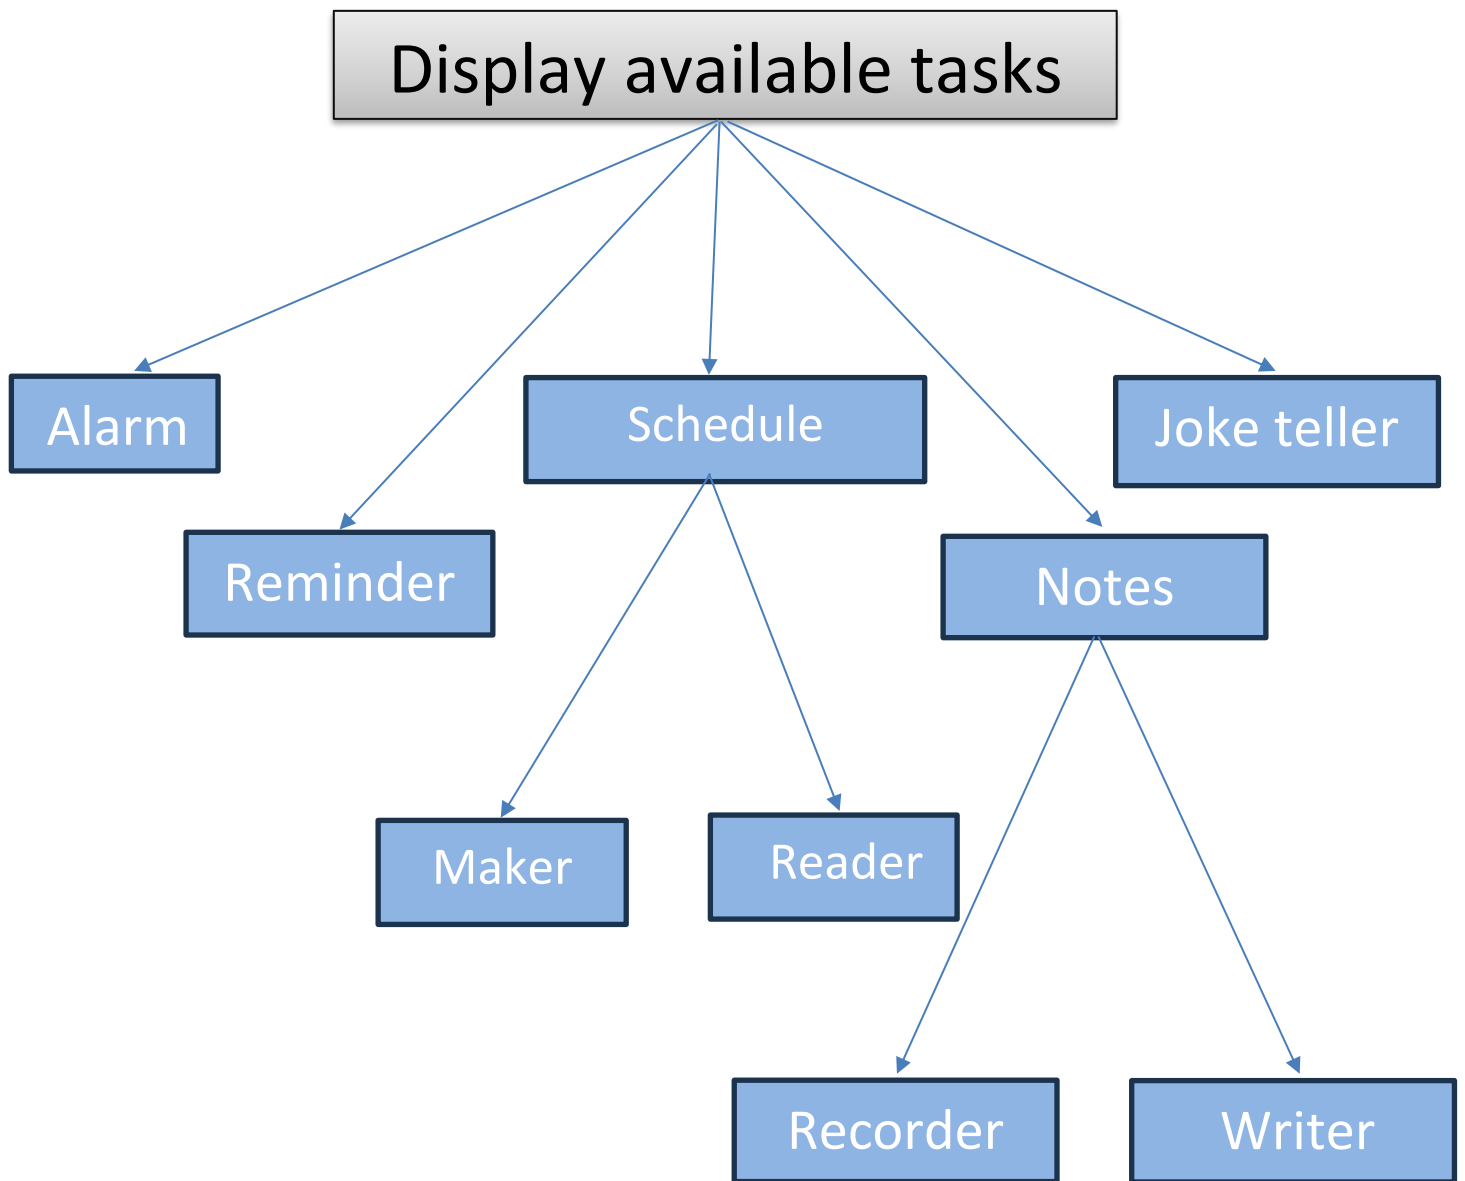 Display available tasks
Alarm
Schedule
Joke teller
Reminder
Notes
Maker
Reader
Recorder
Writer